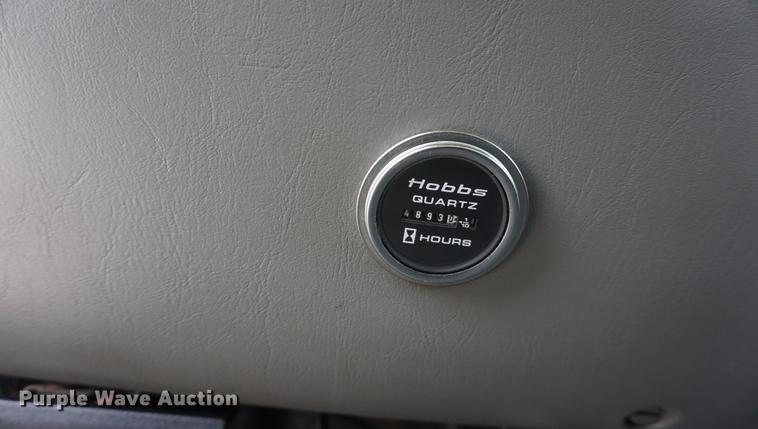 Hobbs
QUARTZ
4893 1/10
HOURS
Purple Wave Auction